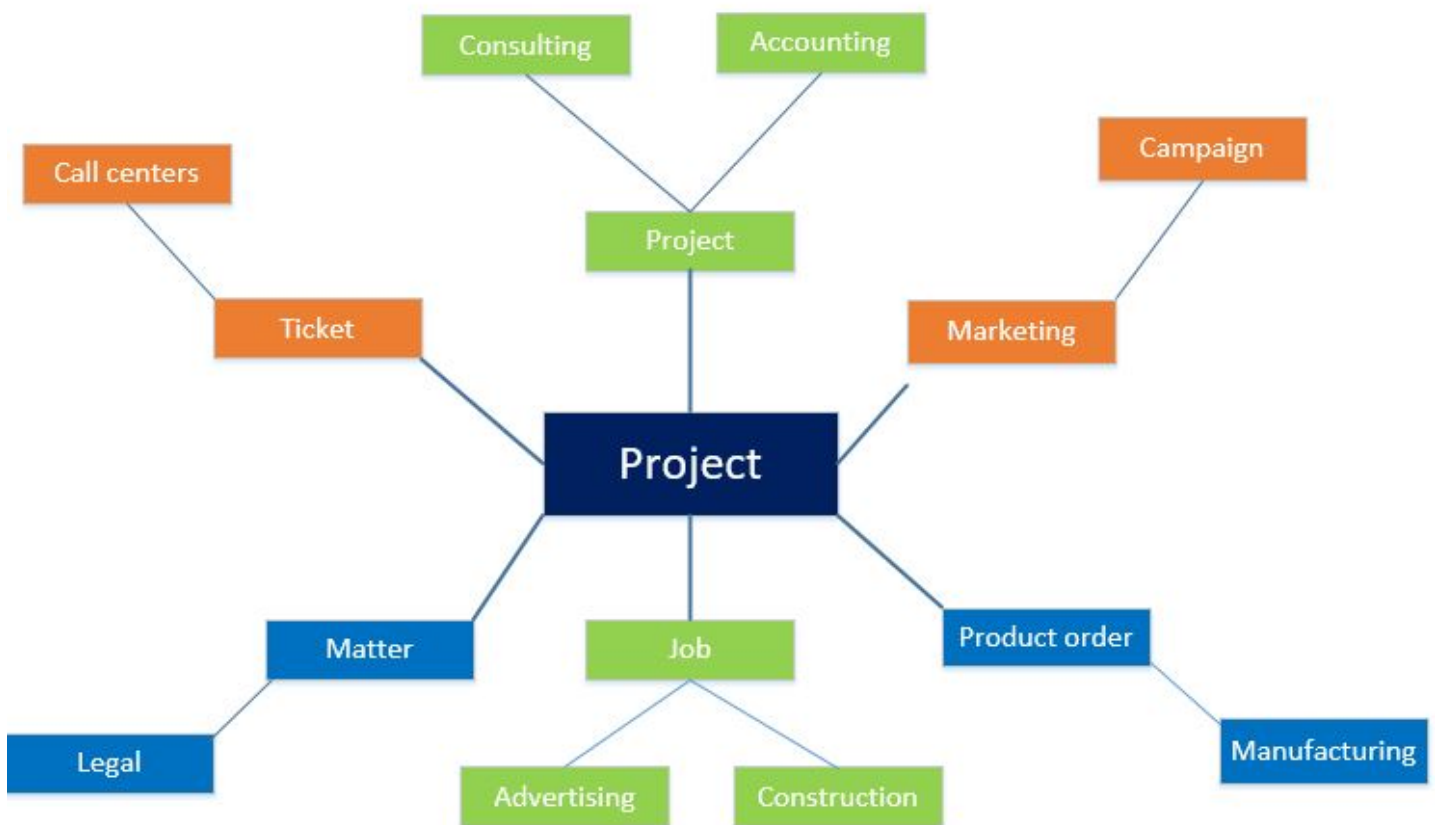 Consulting
Accounting
Campaign
Call centers
Project
Ticket
Marketing
Project
Matter
Job
Product order
Legal
Manufacturing
Advertising
Construction